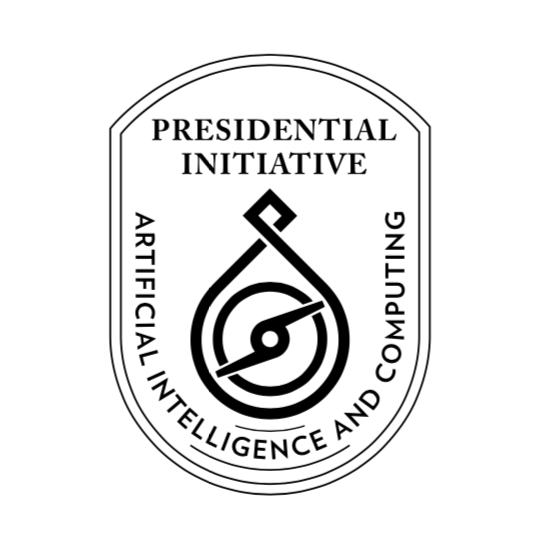 PRESIDENTIAL
INITIATIVE
ARTIFICIAL INTELLIGENCE AND COMPUTING